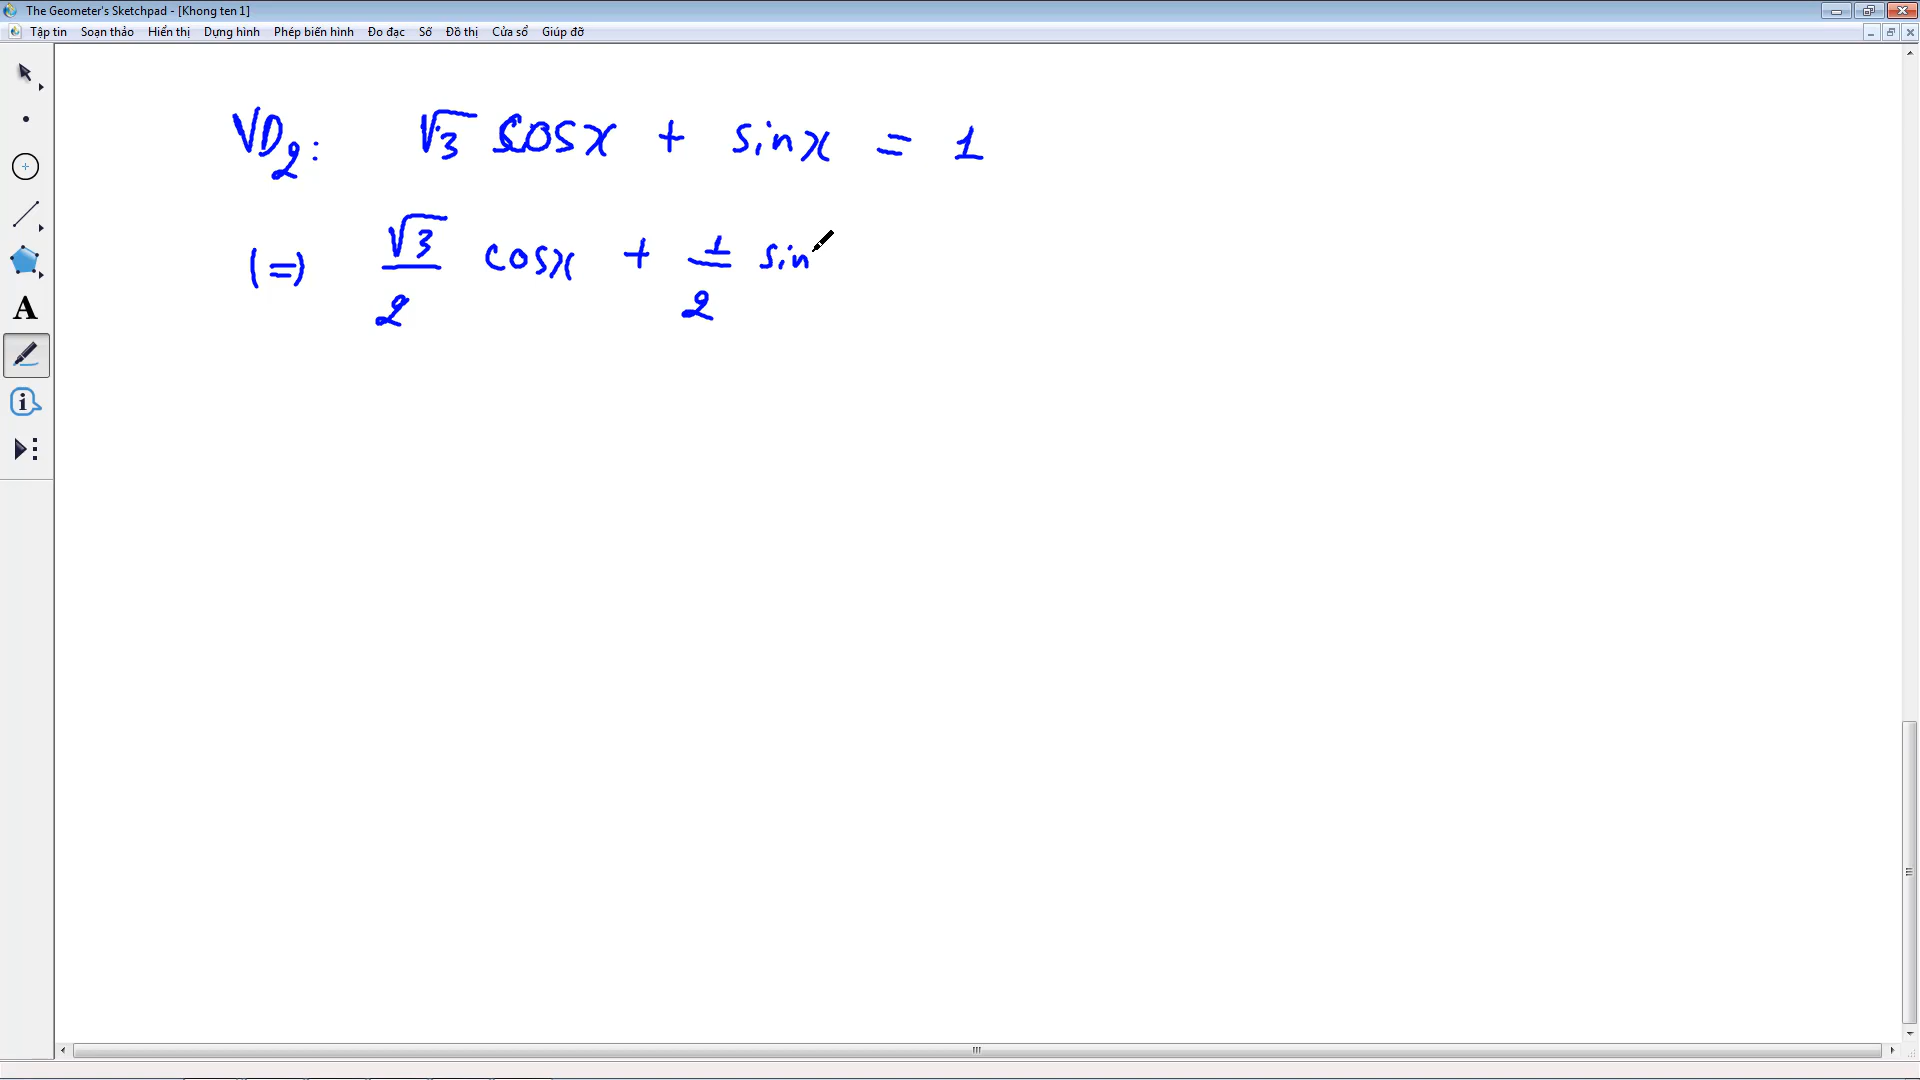 The Geometer's Sketchpad - [Khong ten 1]
Tập tin Soạn thảo Hiển thị Dựng hình Phép biến hình Đo đạc Số Đồ thị Cửa sổ Giúp đỡ
VD2: √3 cosx + sinx = 1
(=) √3/2 cosx + 1/2 sin
A